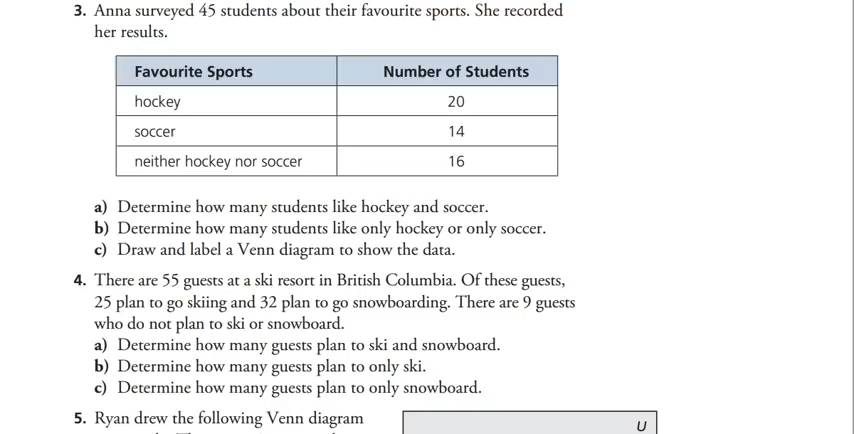 3. Anna surveyed 45 students about their favourite sports. She recorded
her results.
Favourite Sports Number of Students
hockey 20
soccer 14
neither hockey nor soccer 16
a) Determine how many students like hockey and soccer.
b) Determine how many students like only hockey or only soccer.
c) Draw and label a Venn diagram to show the data.
4. There are 55 guests at a ski resort in British Columbia. Of these guests,
25 plan to go skiing and 32 plan to go snowboarding. There are 9 guests
who do not plan to ski or snowboard.
a) Determine how many guests plan to ski and snowboard.
b) Determine how many guests plan to only ski.
c) Determine how many guests plan to only snowboard.
5. Ryan drew the following Venn diagram
U